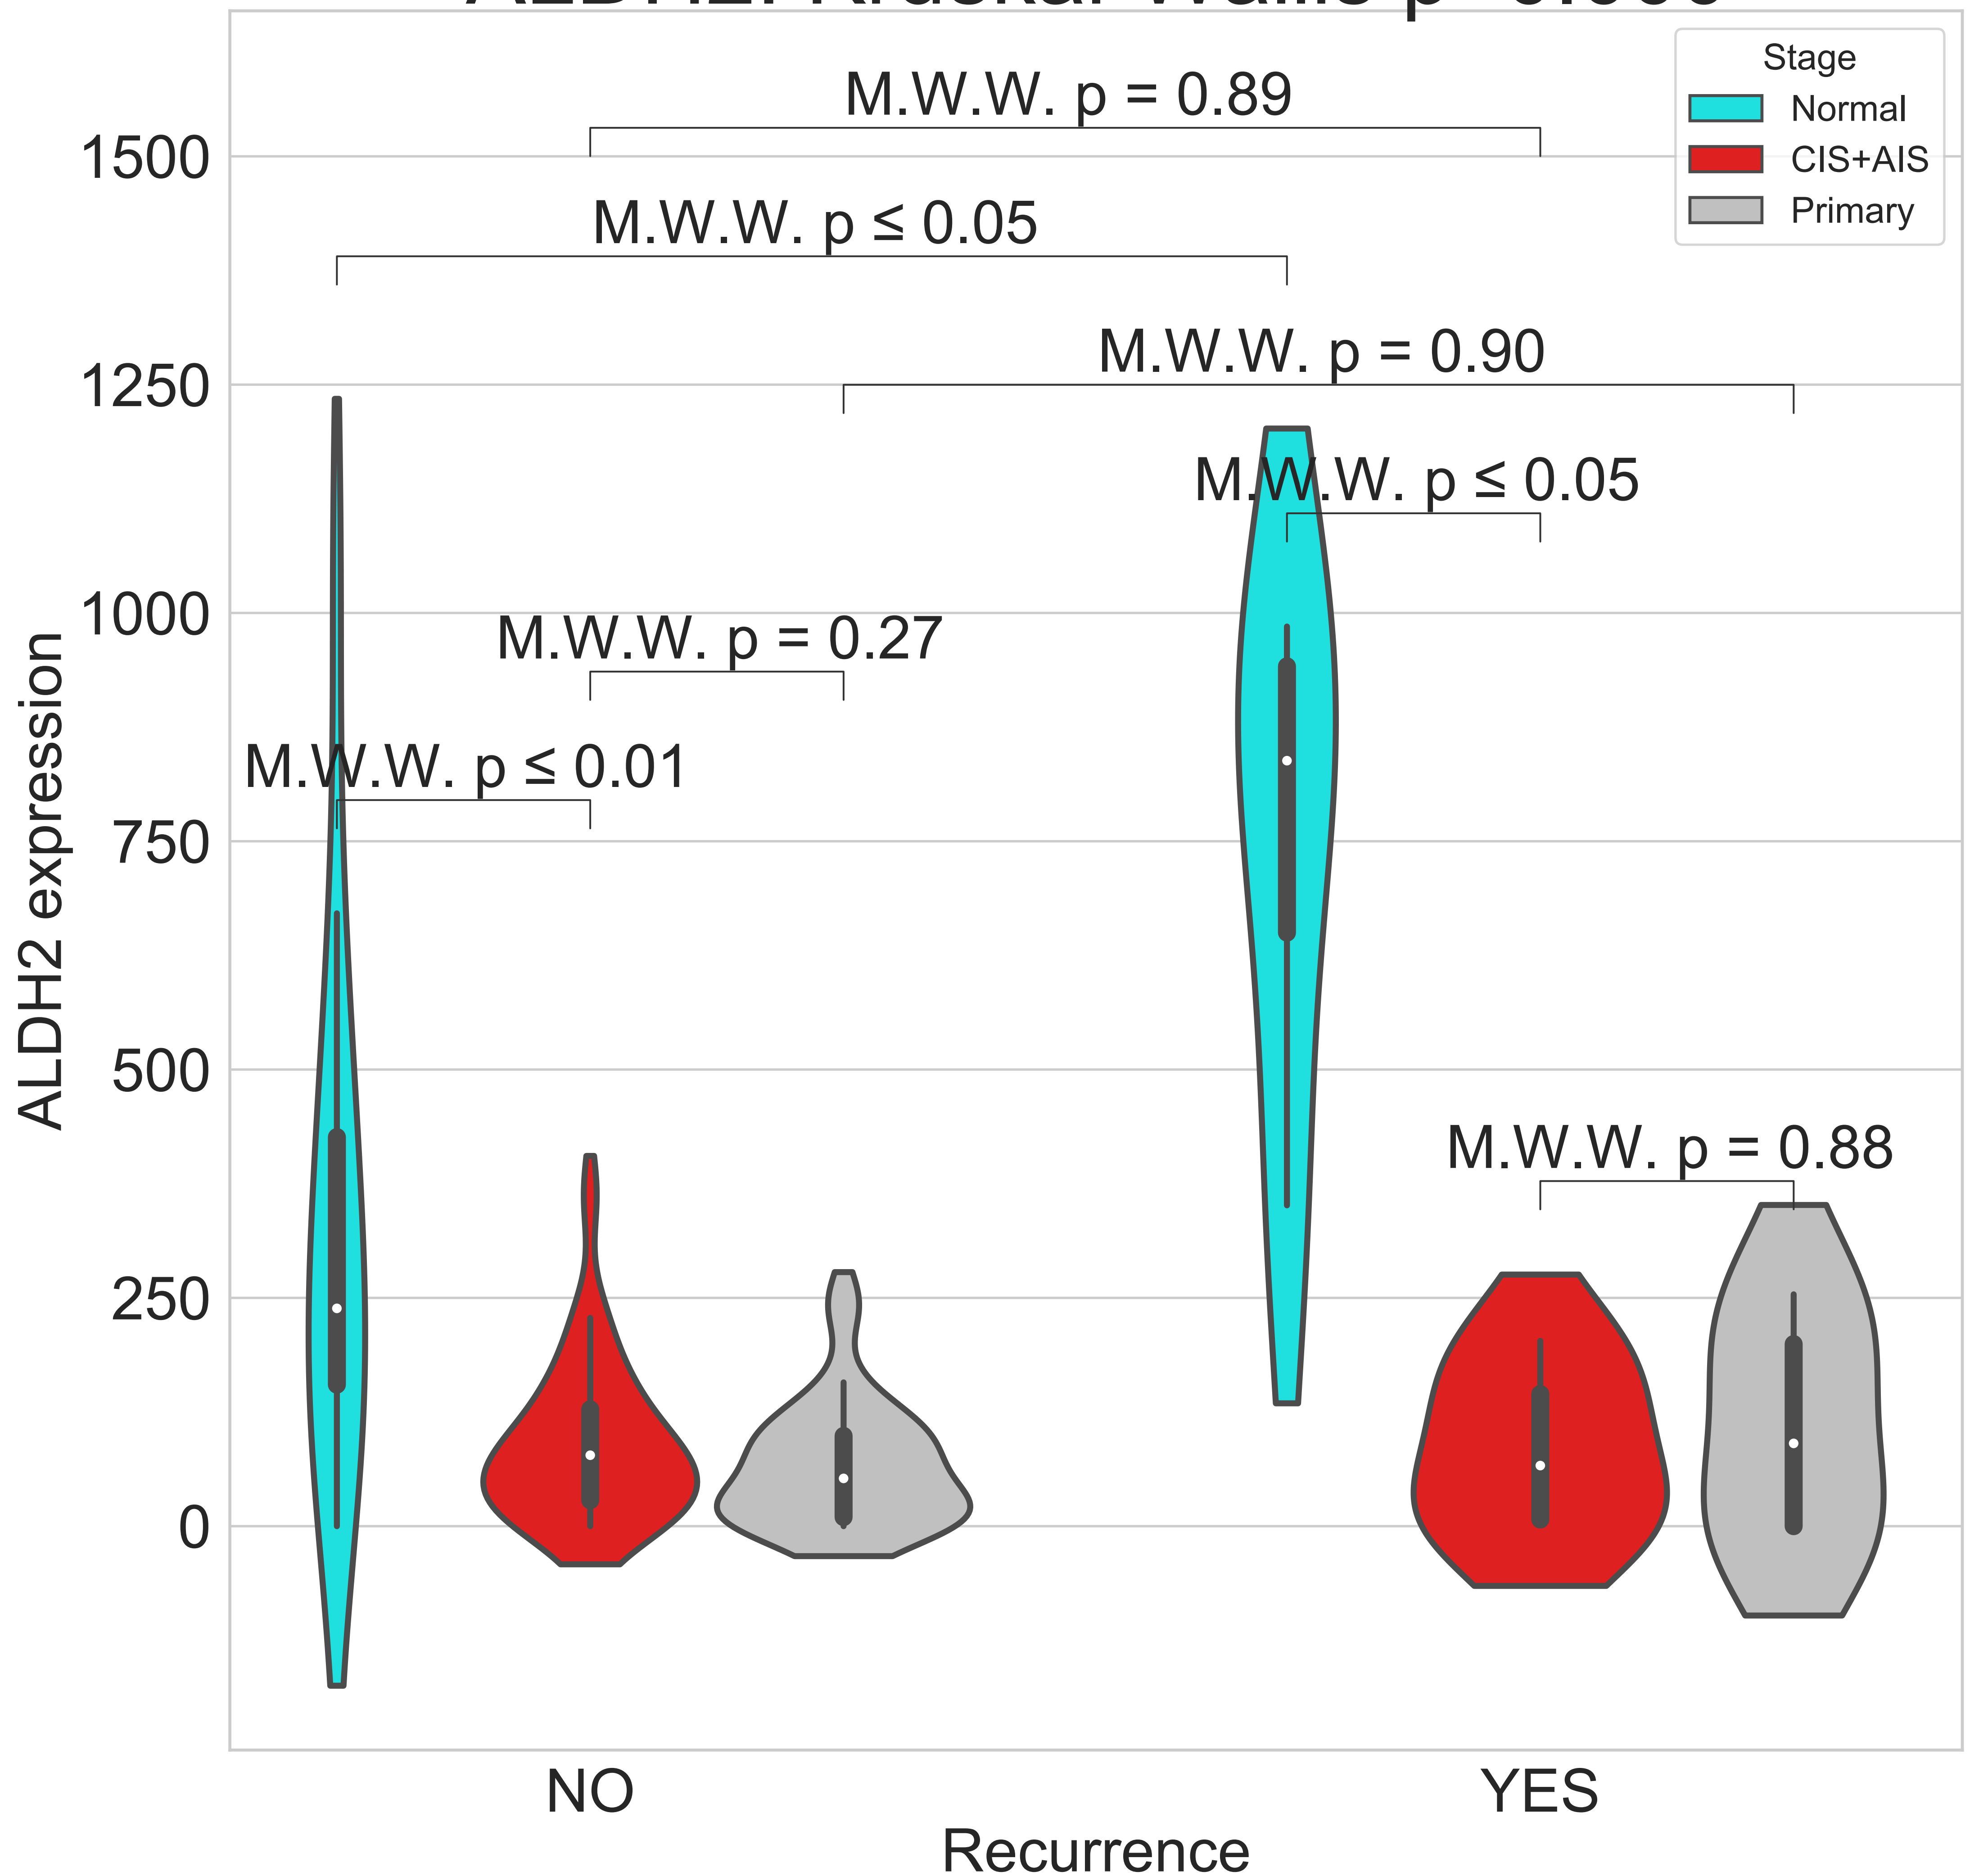 Stage
Normal
CIS+AIS
Primary
M.W.W. p = 0.89
M.W.W. p ≤ 0.05
M.W.W. p = 0.90
M.W.W. p ≤ 0.05
M.W.W. p = 0.27
M.W.W. p ≤ 0.01
M.W.W. p = 0.88
1500
1250
1000
750
500
250
0
ALDH2 expression
NO
YES
Recurrence